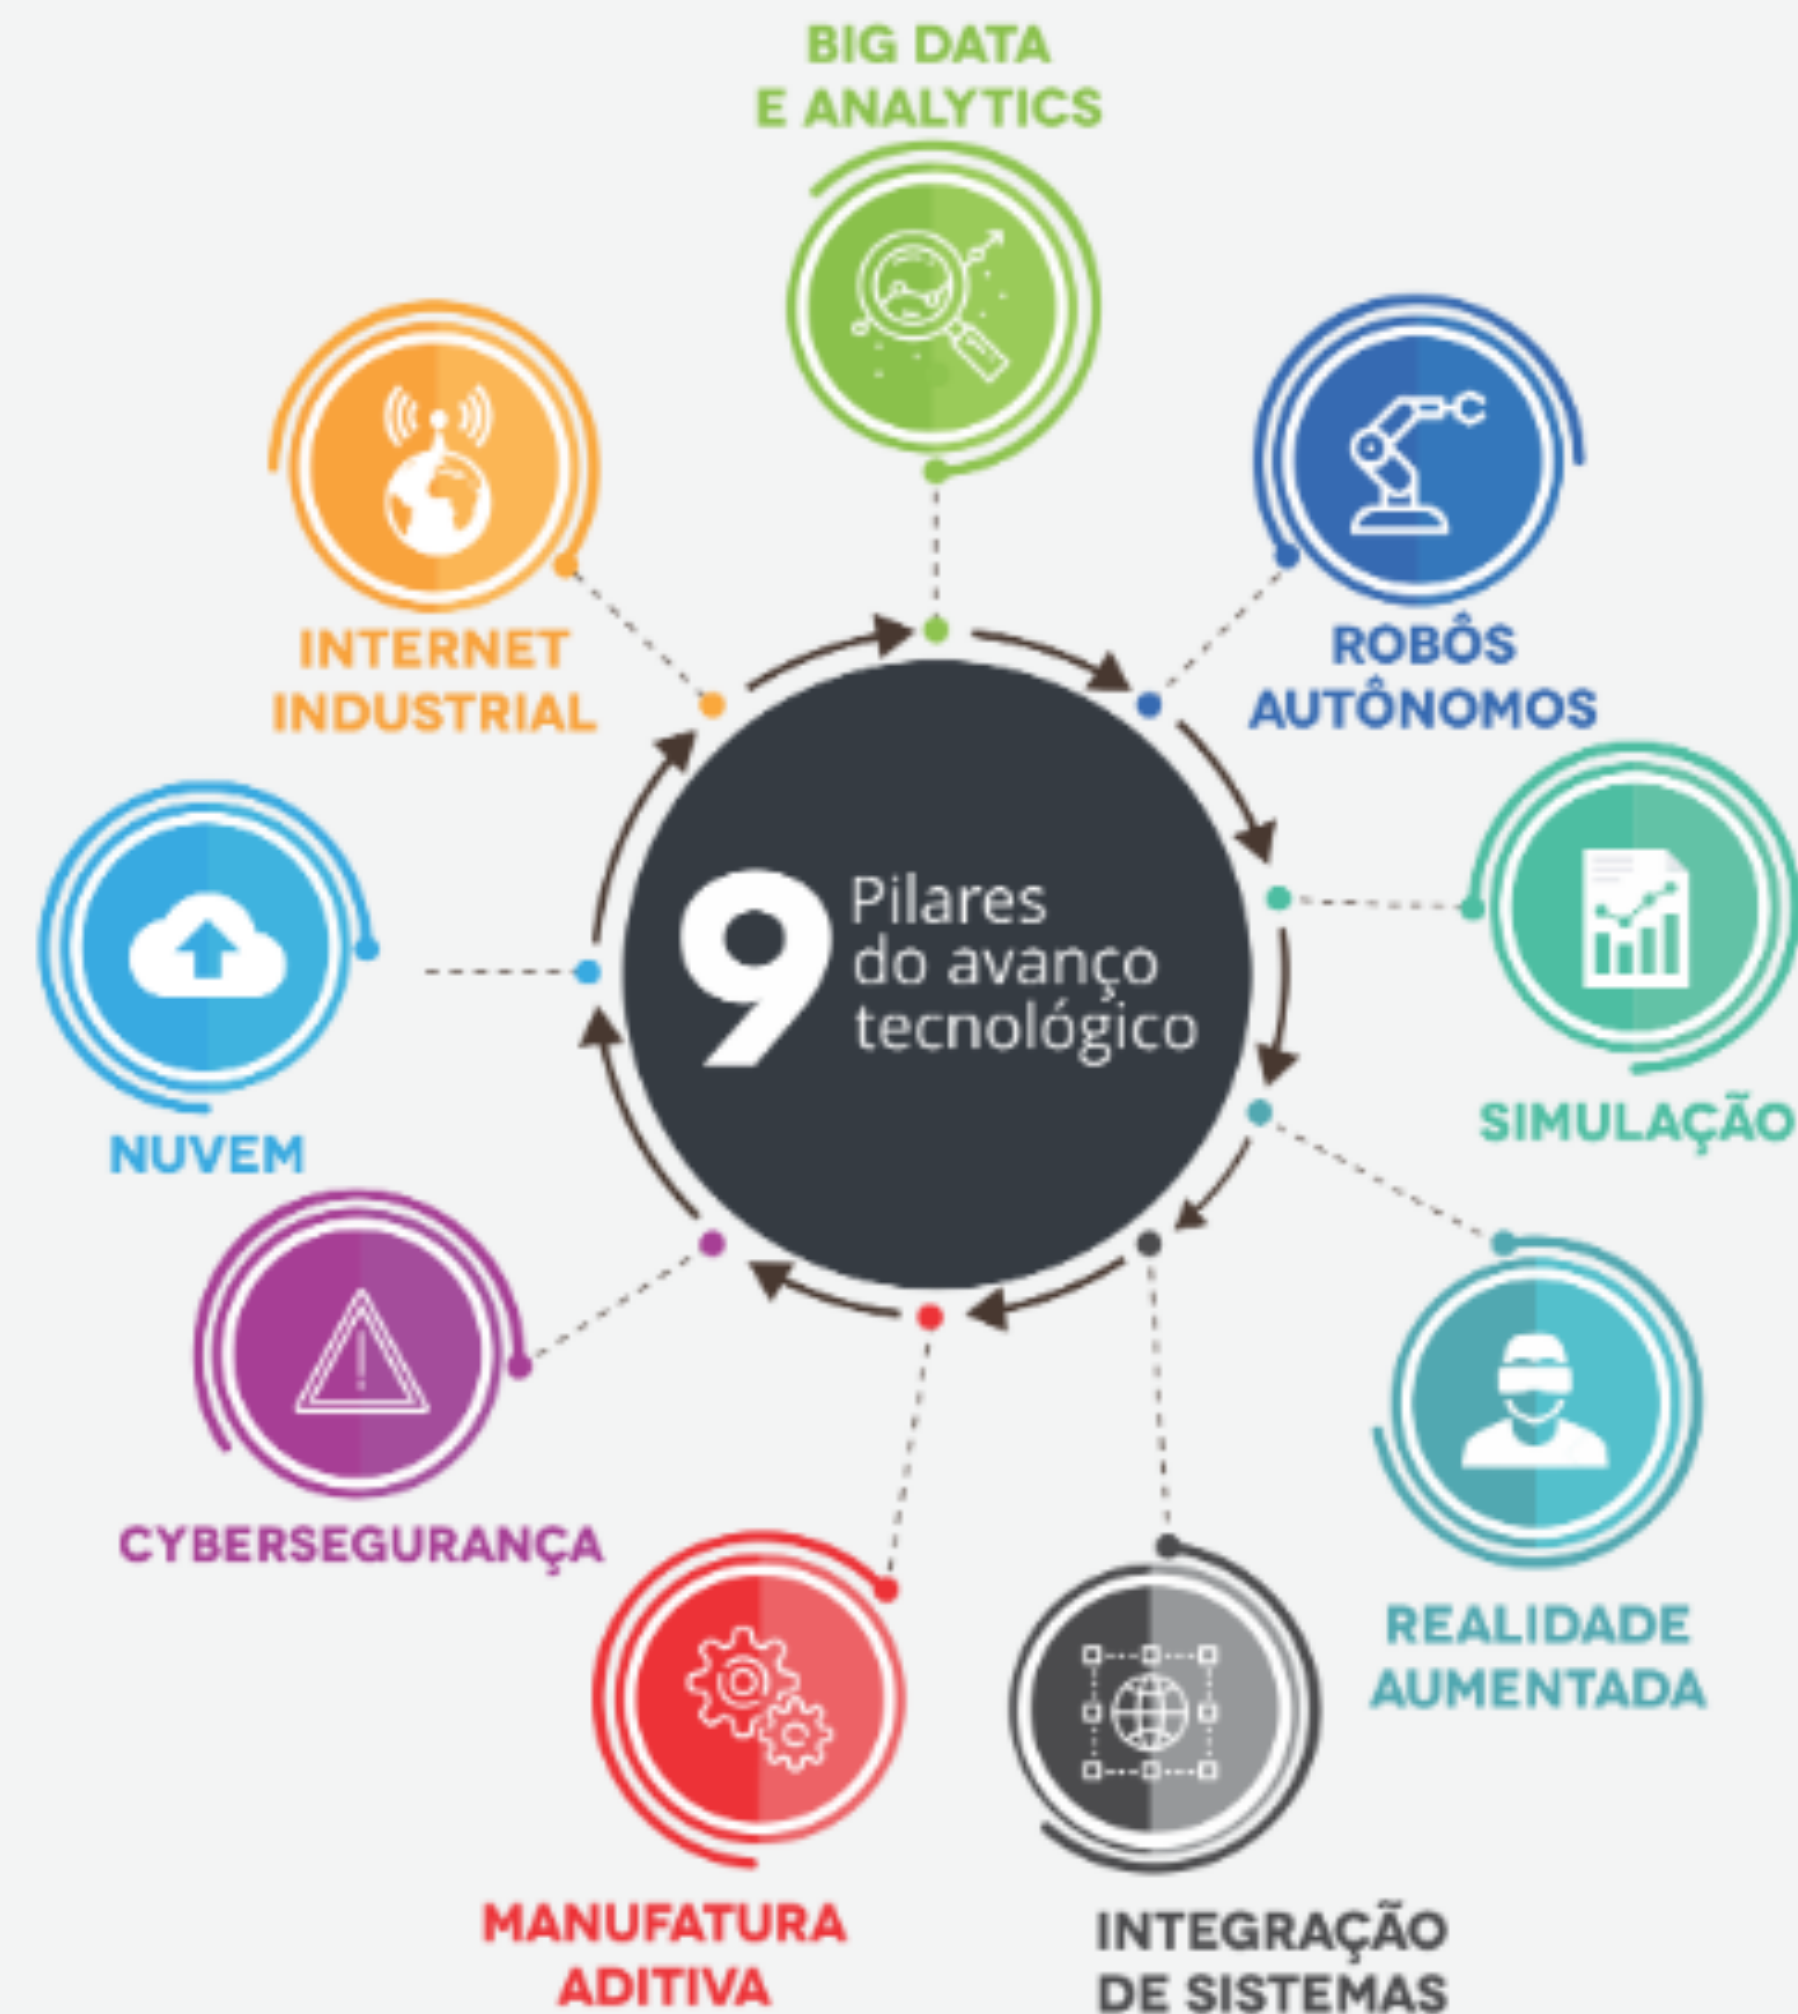 BIG DATA
E ANALYTICS
ROBÔS
AUTÔNOMOS
SIMULAÇÃO
REALIDADE
AUMENTADA
INTEGRAÇÃO
DE SISTEMAS
MANUFATURA
ADITIVA
CYBERSEGURANÇA
NUVEM
INTERNET
INDUSTRIAL
9 Pilares
do avanço
tecnológico